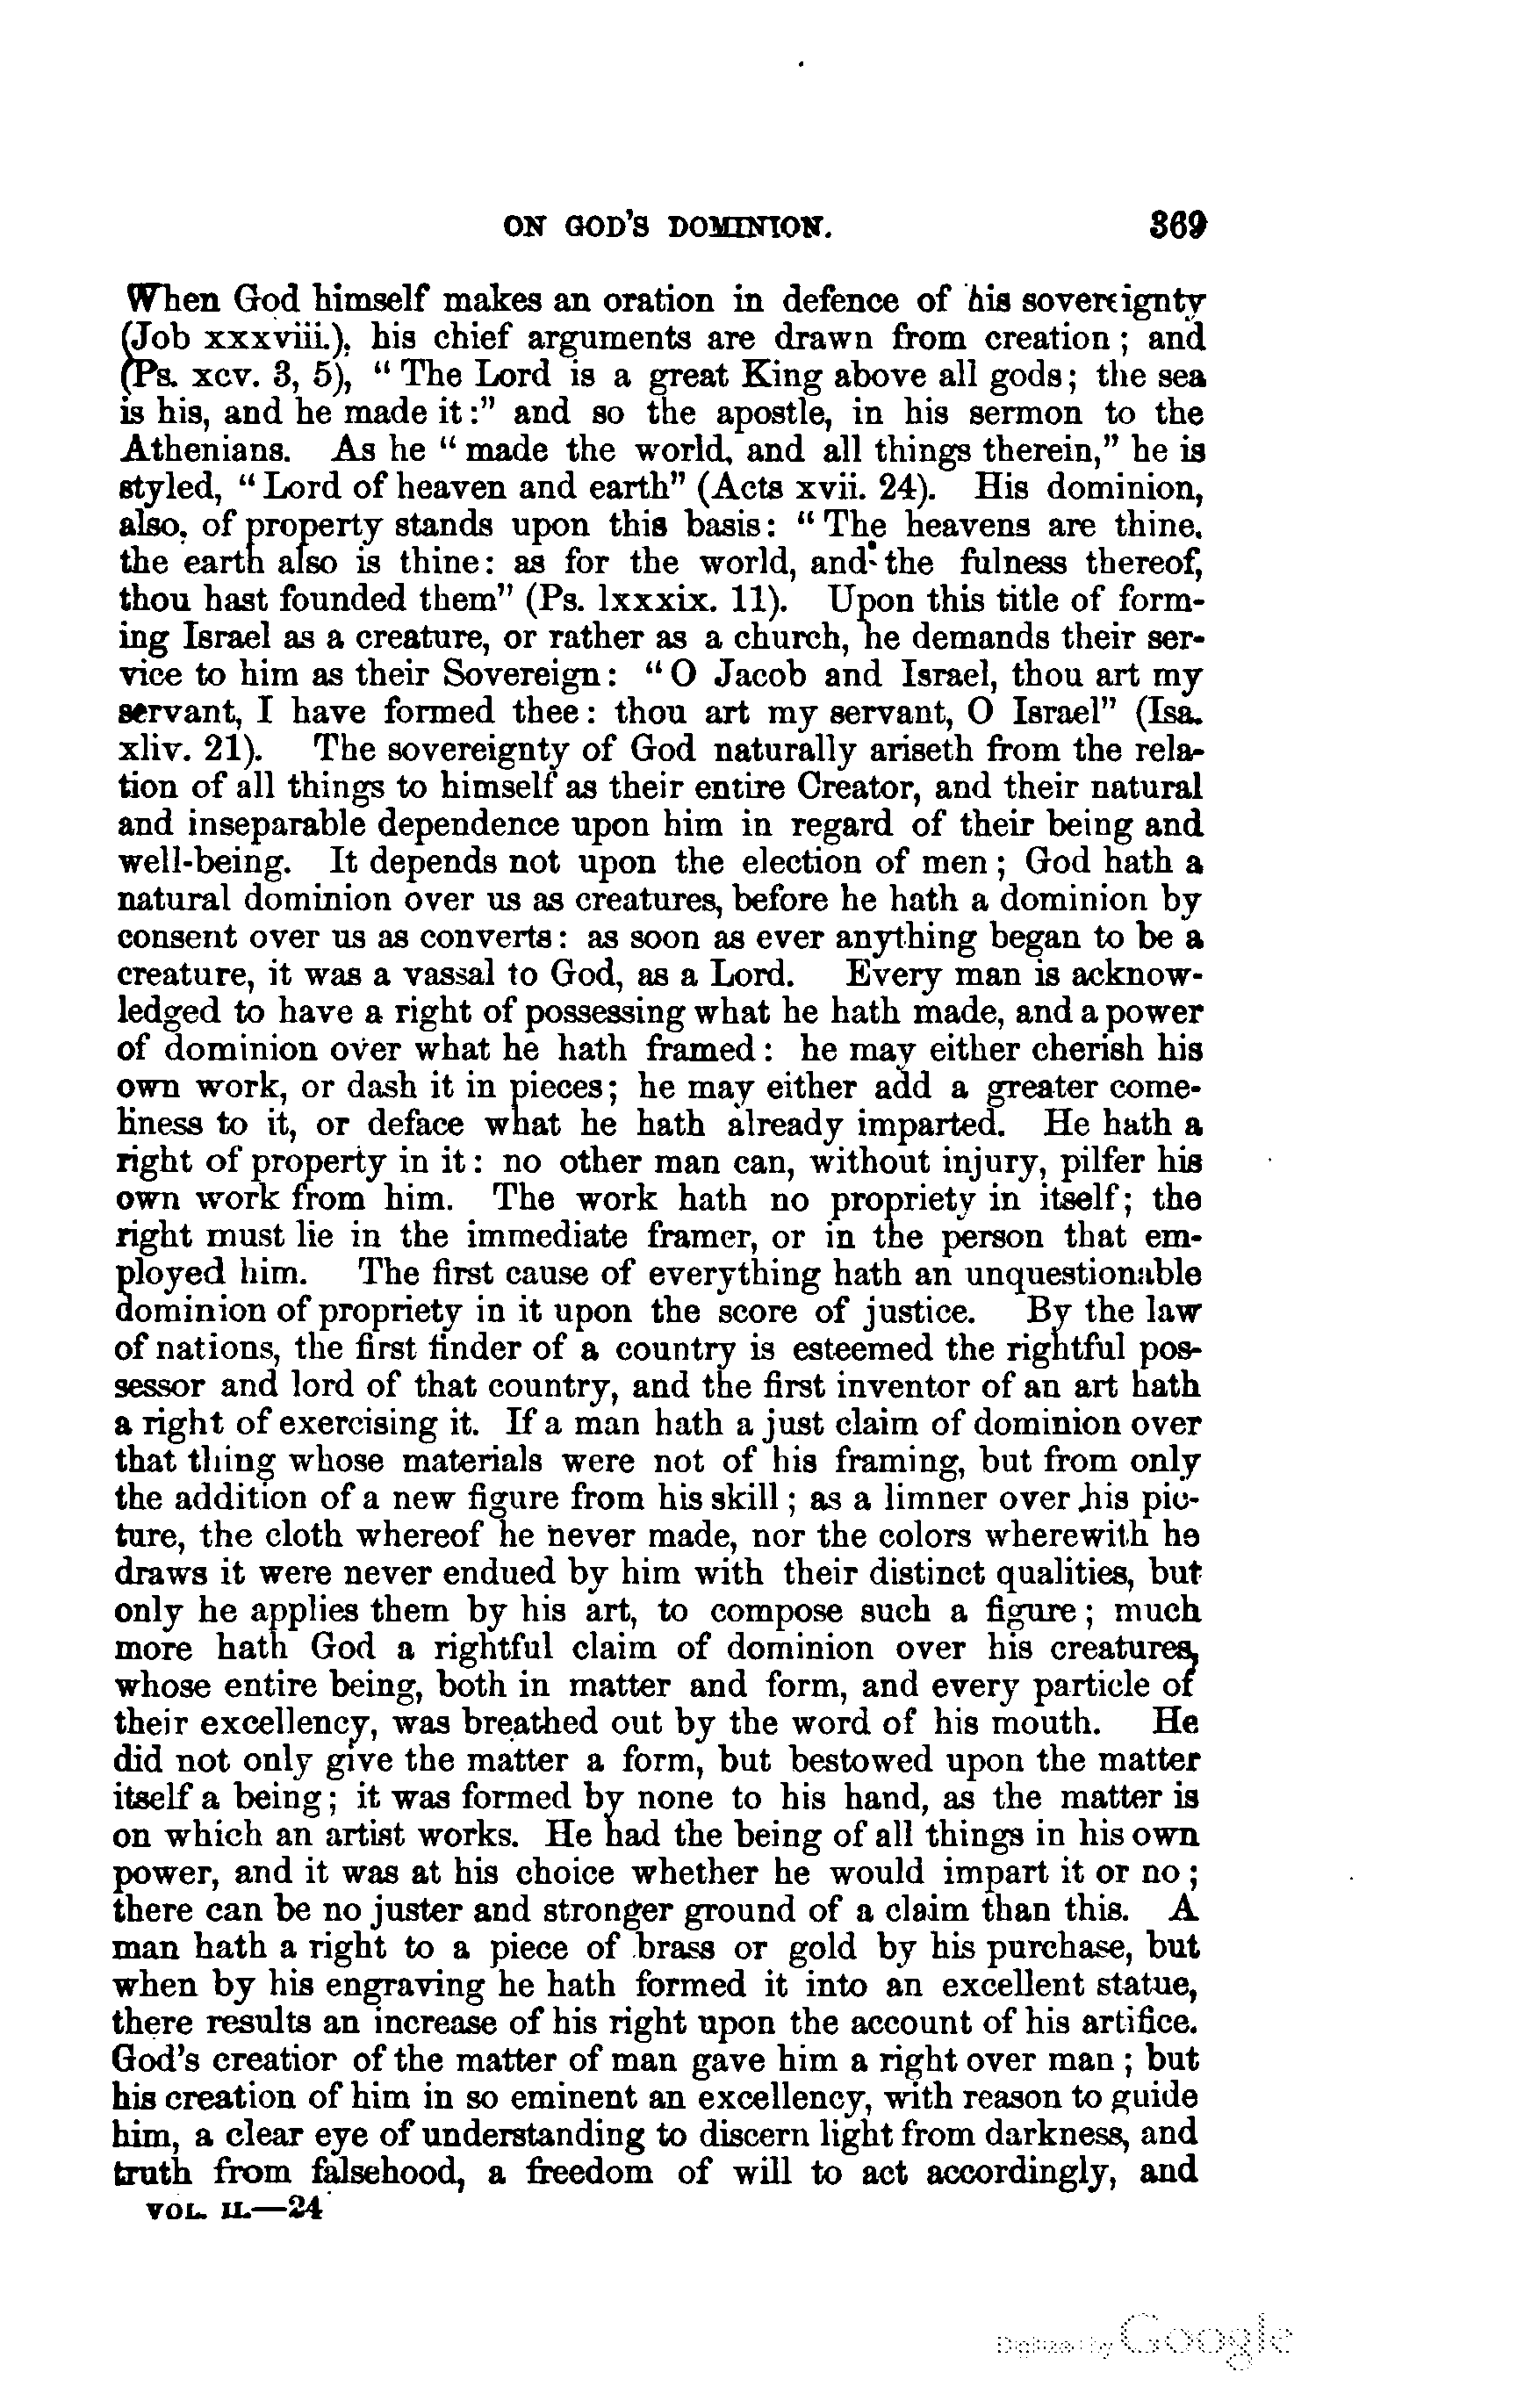 ON GOD'S DOMINION. 369
When God himself makes an oration in defence of his sovereignty
(Job xxxviii.), his chief arguments are drawn from creation; and
(Ps. xcv. 3, 5), "The Lord is a great King above all gods; the sea
is his, and he made it:" and so the apostle, in his sermon to the
Athenians. As he "made the world, and all things therein," he is
styled, "Lord of heaven and earth" (Acts xvii. 24). His dominion,
also, of property stands upon this basis: "The heavens are thine,
the earth also is thine: as for the world, and the fulness thereof,
thou hast founded them" (Ps. lxxxix. 11). Upon this title of form-
ing Israel as a creature, or rather as a church, he demands their ser-
vice to him as their Sovereign: "O Jacob and Israel, thou art my
servant, I have formed thee: thou art my servant, O Israel" (Isa.
xliv. 21). The sovereignty of God naturally ariseth from the rela-
tion of all things to himself as their entire Creator, and their natural
and inseparable dependence upon him in regard of their being and
well-being. It depends not upon the election of men; God hath a
natural dominion over us as creatures, before he hath a dominion by
consent over us as converts: as soon as ever anything began to be a
creature, it was a vassal to God, as a Lord. Every man is acknow-
ledged to have a right of possessing what he hath made, and a power
of dominion over what he hath framed: he may either cherish his
own work, or dash it in pieces; he may either add a greater come-
liness to it, or deface what he hath already imparted. He hath a
right of property in it: no other man can, without injury, pilfer his
own work from him. The work hath no propriety in itself; the
right must lie in the immediate framer, or in the person that em-
ployed him. The first cause of everything hath an unquestionable
dominion of propriety in it upon the score of justice. By the law
of nations, the first finder of a country is esteemed the rightful pos-
sessor and lord of that country, and the first inventor of an art hath
a right of exercising it. If a man hath a just claim of dominion over
that thing whose materials were not of his framing, but from only
the addition of a new figure from his skill; as a limner over his pic-
ture, the cloth whereof he never made, nor the colors wherewith he
draws it were never endued by him with their distinct qualities, but
only he applies them by his art, to compose such a figure; much
more hath God a rightful claim of dominion over his creatures,
whose entire being, both in matter and form, and every particle of
their excellency, was breathed out by the word of his mouth. He
did not only give the matter a form, but bestowed upon the matter
itself a being; it was formed by none to his hand, as the matter is
on which an artist works. He had the being of all things in his own
power, and it was at his choice whether he would impart it or no;
there can be no juster and stronger ground of a claim than this. A
man hath a right to a piece of brass or gold by his purchase, but
when by his engraving he hath formed it into an excellent statue,
there results an increase of his right upon the account of his artifice.
God's creation of the matter of man gave him a right over man; but
his creation of him in so eminent an excellency, with reason to guide
him, a clear eye of understanding to discern light from darkness, and
truth from falsehood, a freedom of will to act accordingly, and
VOL. II.—24
Digitized by Google